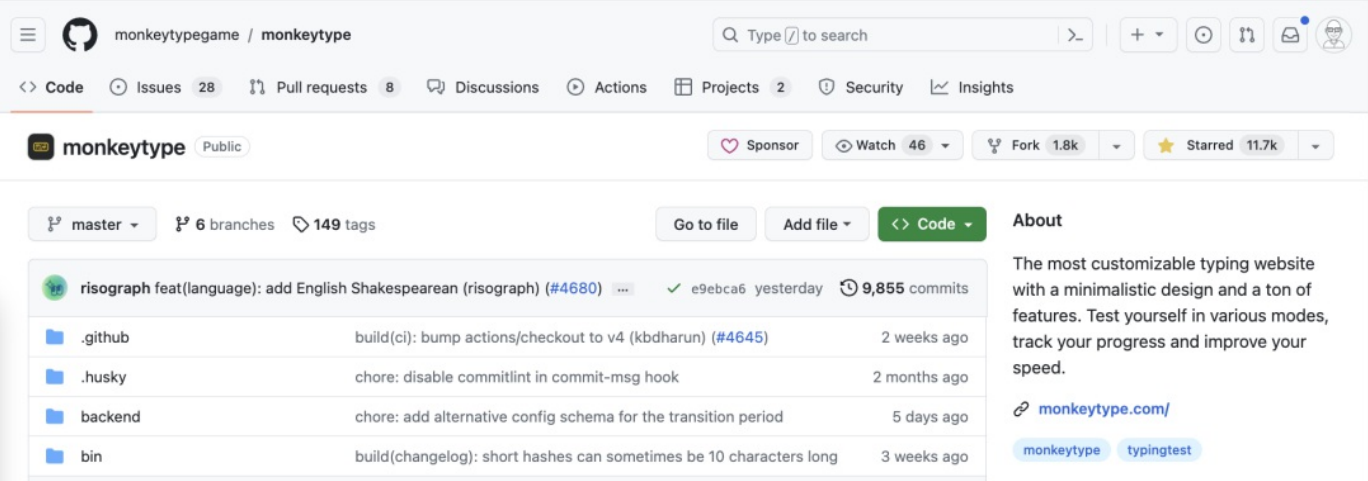 monkeytypegame / monkeytype
Type / to search
Code Issues 28 Pull requests 8 Discussions Actions Projects 2 Security Insights
monkeytype Public Sponsor Watch 46 Fork 1.8k Starred 11.7k
master 6 branches 149 tags Go to file Add file Code
risograph feat(language): add English Shakespearean (risograph) (#4680) ... e9ebca6 yesterday 9,855 commits
.github build(ci): bump actions/checkout to v4 (kbdharun) (#4645) 2 weeks ago
.husky chore: disable commitlint in commit-msg hook 2 months ago
backend chore: add alternative config schema for the transition period 5 days ago
bin build(changelog): short hashes can sometimes be 10 characters long 3 weeks ago
About
The most customizable typing website
with a minimalistic design and a ton of
features. Test yourself in various modes,
track your progress and improve your
speed.
monkeytype.com/
monkeytype typingtest